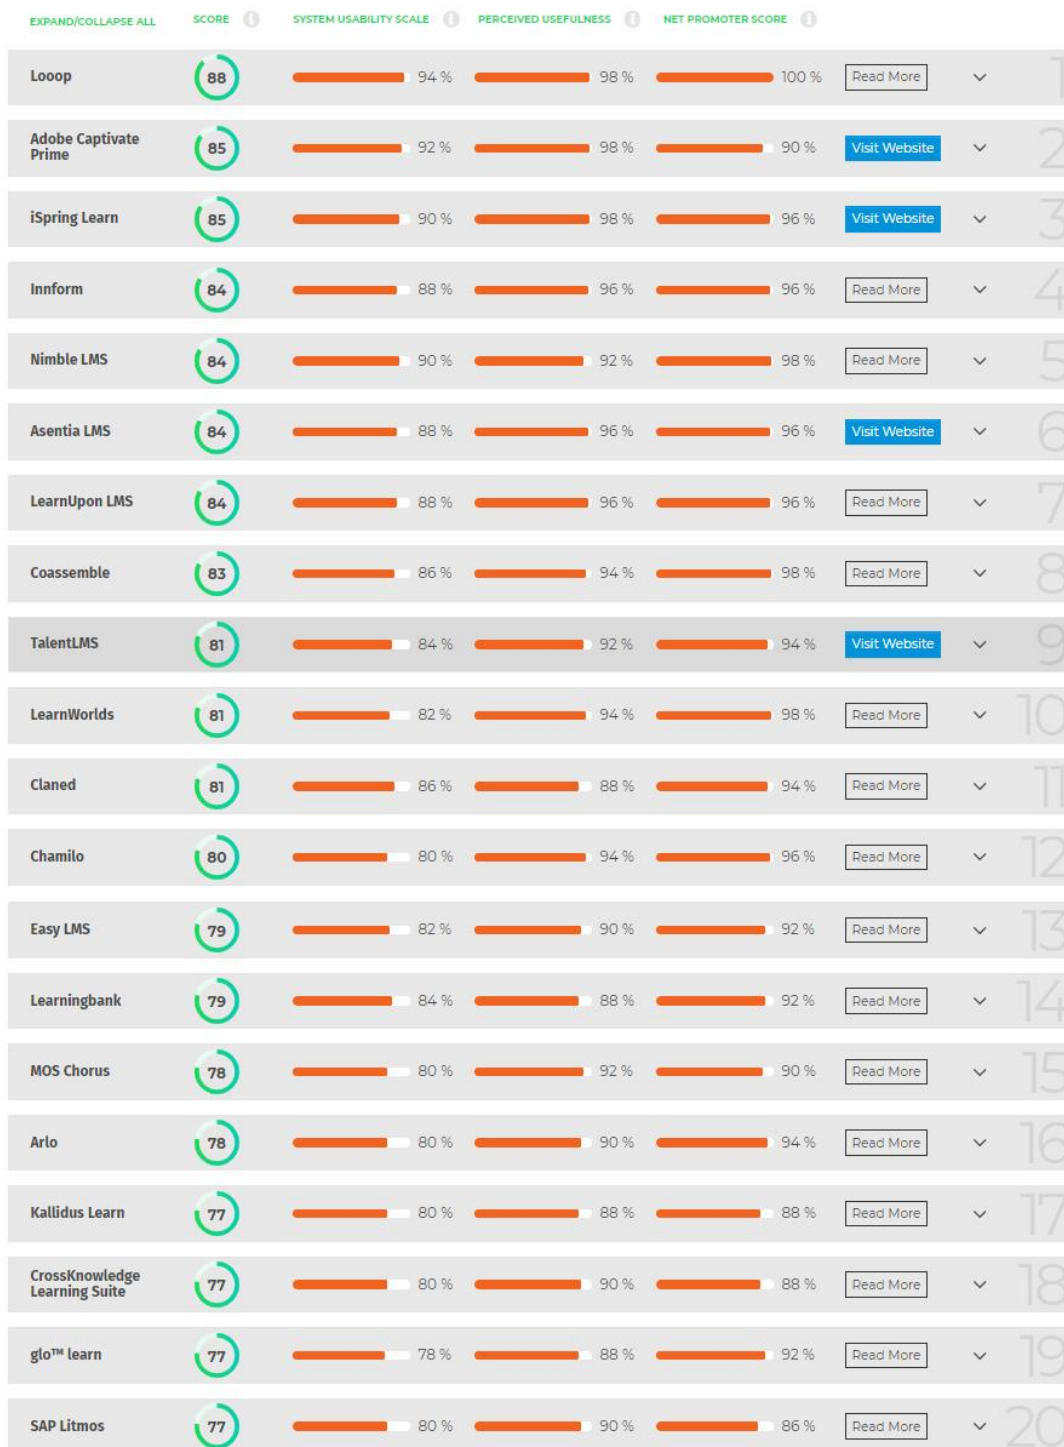 EXPAND/COLLAPSE ALL SCORE SYSTEM USABILITY SCALE PERCEIVED USEFULNESS NET PROMOTER SCORE
Looop 88 94 % 98 % 100 % Read More 1
Adobe Captivate
Prime 85 92 % 98 % 90 % Visit Website 2
iSpring Learn 85 90 % 98 % 96 % Visit Website 3
Innform 84 88 % 96 % 96 % Read More 4
Nimble LMS 84 90 % 92 % 98 % Read More 5
Asentia LMS 84 88 % 96 % 96 % Visit Website 6
LearnUpon LMS 84 88 % 96 % 96 % Read More 7
Coassemble 83 86 % 94 % 98 % Read More 8
TalentLMS 81 84 % 92 % 94 % Visit Website 9
LearnWorlds 81 82 % 94 % 98 % Read More 10
Claned 81 86 % 88 % 94 % Read More 11
Chamilo 80 80 % 94 % 96 % Read More 12
Easy LMS 79 82 % 90 % 92 % Read More 13
Learningbank 79 84 % 88 % 92 % Read More 14
MOS Chorus 78 80 % 92 % 90 % Read More 15
Arlo 78 80 % 90 % 94 % Read More 16
Kallidus Learn 77 80 % 88 % 88 % Read More 17
CrossKnowledge
Learning Suite 77 80 % 90 % 88 % Read More 18
glo™ learn 77 78 % 88 % 92 % Read More 19
SAP Litmos 77 80 % 90 % 86 % Read More 20